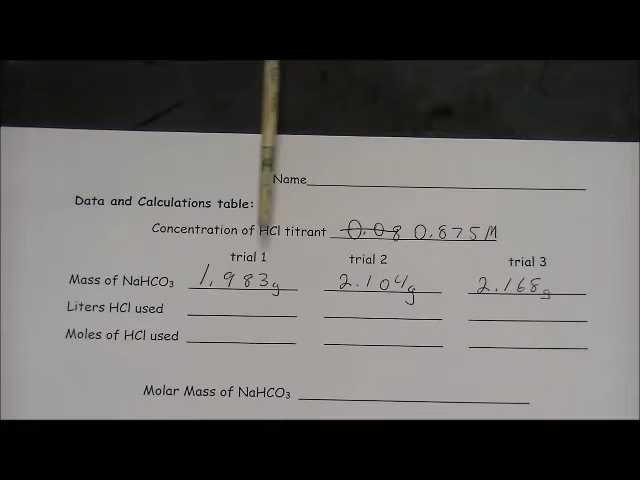 Name
Data and Calculations table:
Concentration of HCl titrant 0.08 0.875M
trial 1 trial 2 trial 3
Mass of NaHCO₃ 1.983g 2.104g 2.168g
Liters HCl used
Moles of HCl used
Molar Mass of NaHCO₃